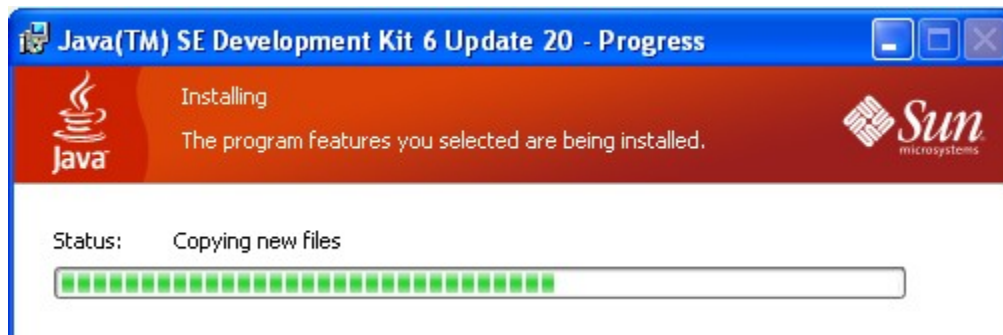 Java(TM) SE Development Kit 6 Update 20 - Progress
Installing
The program features you selected are being installed.
Java
Sun
microsystems
Status: Copying new files